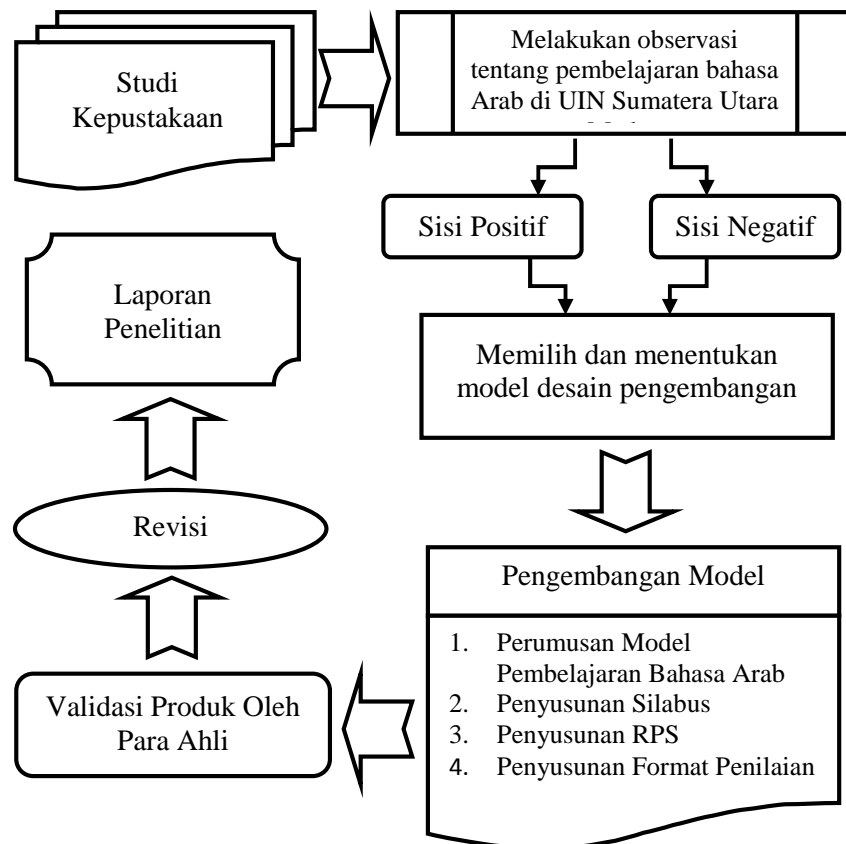 Studi
Kepustakaan
Melakukan observasi
tentang pembelajaran bahasa
Arab di UIN Sumatera Utara
Sisi Positif
Sisi Negatif
Memilih dan menentukan
model desain pengembangan
Pengembangan Model
1. Perumusan Model
Pembelajaran Bahasa Arab
2. Penyusunan Silabus
3. Penyusunan RPS
4. Penyusunan Format Penilaian
Validasi Produk Oleh
Para Ahli
Revisi
Laporan
Penelitian